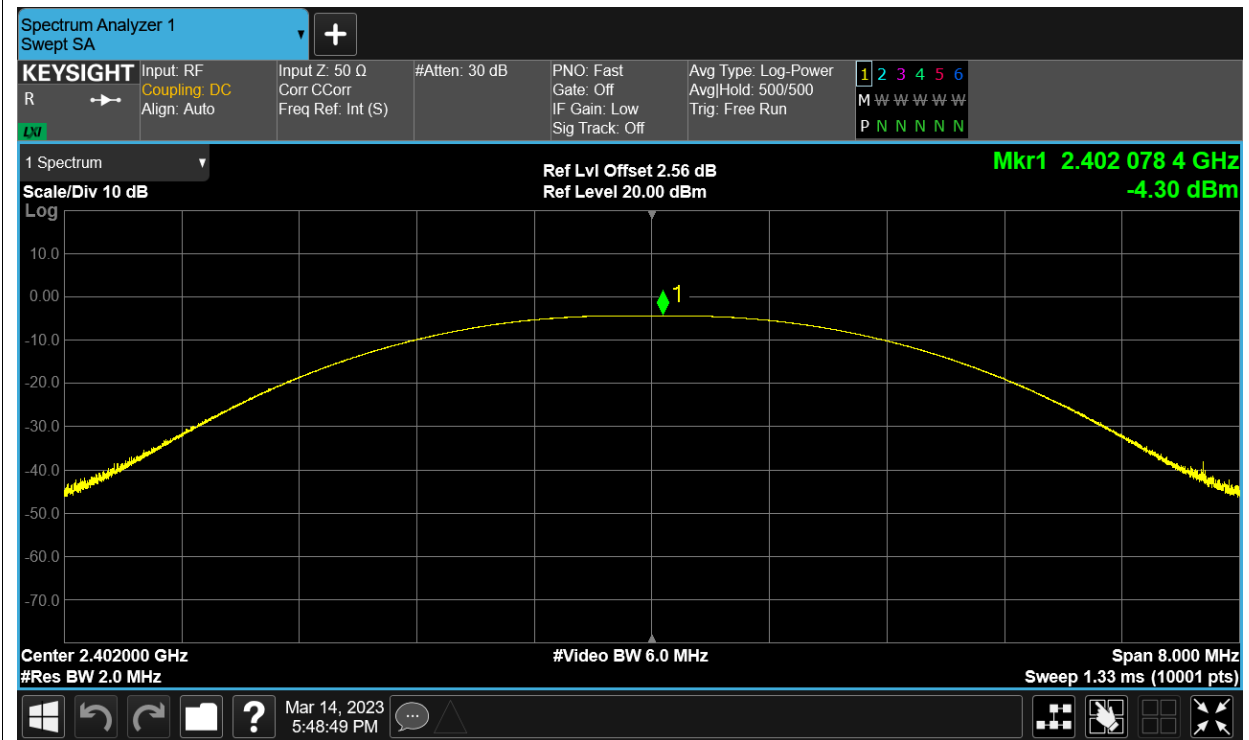 Spectrum Analyzer 1
Swept SA
KEYSIGHT
R
LXI
Input: RF
Coupling: DC
Align: Auto
Input Z: 50 Ω
Corr CCorr
Freq Ref: Int (S)
#Atten: 30 dB
PNO: Fast
Gate: Off
IF Gain: Low
Sig Track: Off
Avg Type: Log-Power
Avg|Hold: 500/500
Trig: Free Run
1 2 3 4 5 6
M W W W W W
P N N N N N
1 Spectrum
Scale/Div 10 dB
Ref Lvl Offset 2.56 dB
Ref Level 20.00 dBm
Mkr1 2.402 078 4 GHz
-4.30 dBm
Log
10.0
0.00
-10.0
-20.0
-30.0
-40.0
-50.0
-60.0
-70.0
1
Center 2.402000 GHz
#Res BW 2.0 MHz
#Video BW 6.0 MHz
Span 8.000 MHz
Sweep 1.33 ms (10001 pts)
?
Mar 14, 2023
5:48:49 PM